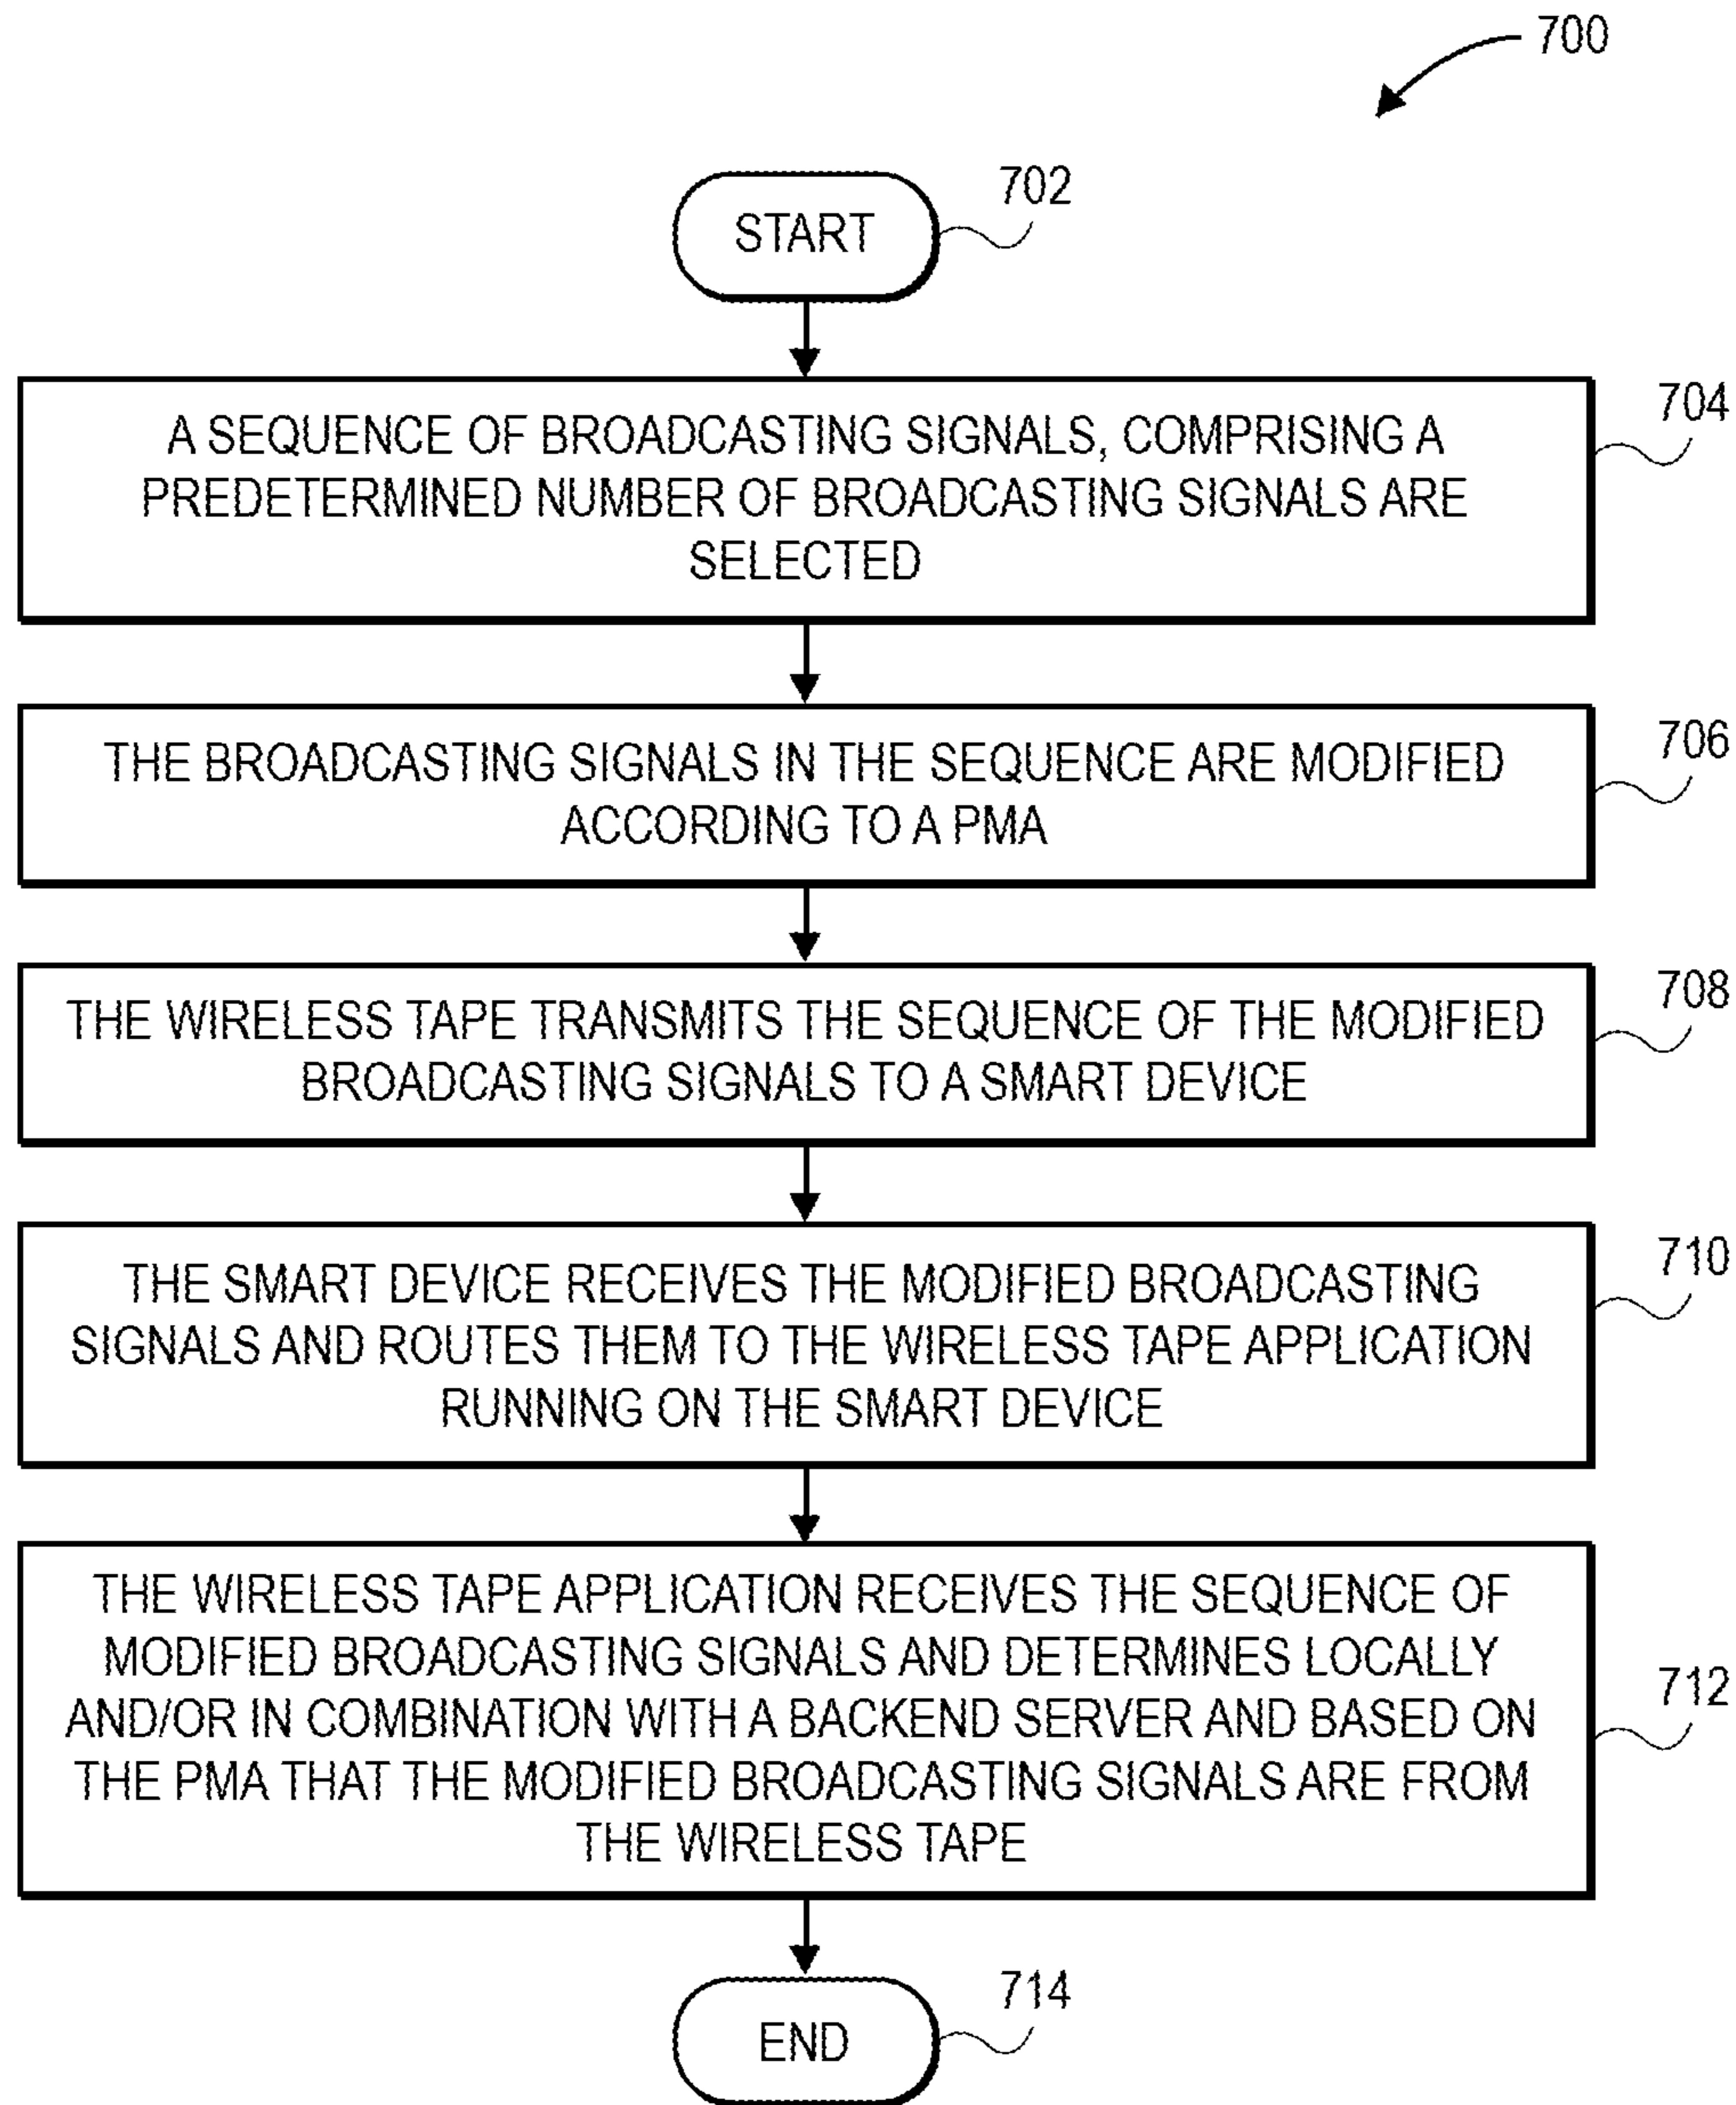 700
702
START
704
A SEQUENCE OF BROADCASTING SIGNALS, COMPRISING A
PREDETERMINED NUMBER OF BROADCASTING SIGNALS ARE
SELECTED
706
THE BROADCASTING SIGNALS IN THE SEQUENCE ARE MODIFIED
ACCORDING TO A PMA
708
THE WIRELESS TAPE TRANSMITS THE SEQUENCE OF THE MODIFIED
BROADCASTING SIGNALS TO A SMART DEVICE
710
THE SMART DEVICE RECEIVES THE MODIFIED BROADCASTING
SIGNALS AND ROUTES THEM TO THE WIRELESS TAPE APPLICATION
RUNNING ON THE SMART DEVICE
THE WIRELESS TAPE APPLICATION RECEIVES THE SEQUENCE OF
MODIFIED BROADCASTING SIGNALS AND DETERMINES LOCALLY
712
AND/OR IN COMBINATION WITH A BACKEND SERVER AND BASED ON
THE PMA THAT THE MODIFIED BROADCASTING SIGNALS ARE FROM
THE WIRELESS TAPE
714
END